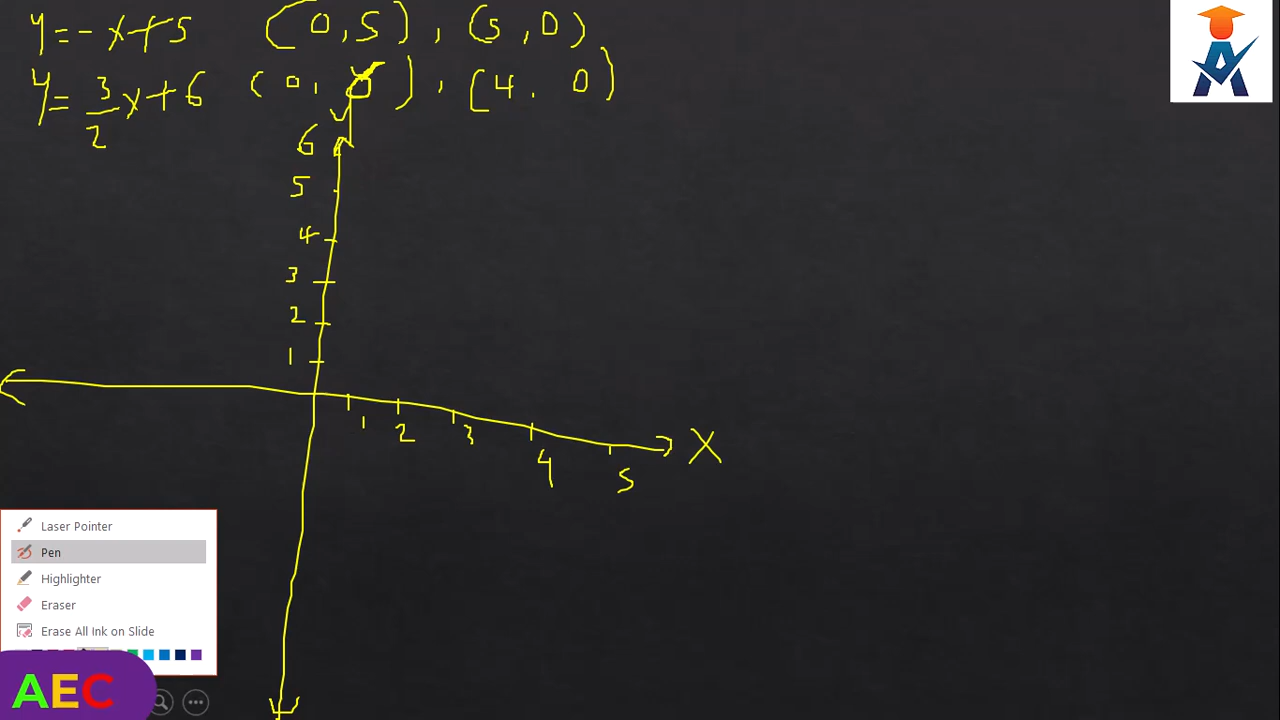 y = - x + 5 (0, 5), (5, 0)
y = 3/2 x + 6 (0, 6), (4, 0)
y
6
5
4
3
2
1
1 2 3 4 5 X
Laser Pointer
Pen
Highlighter
Eraser
Erase All Ink on Slide
AEC